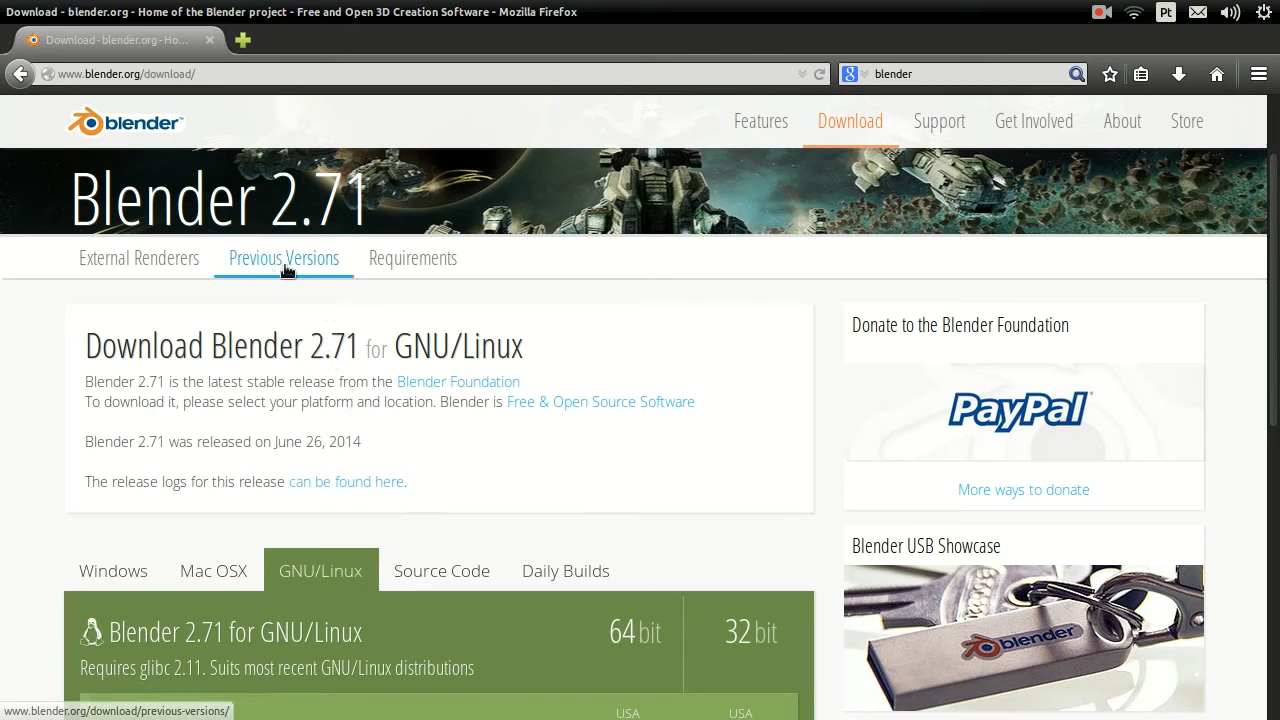 Download - blender.org - Home of the Blender project - Free and Open 3D Creation Software - Mozilla Firefox
Pt
Download - blender.org - Ho...
www.blender.org/download/
blender
blender
Features Download Support Get Involved About Store
Blender 2.71
External Renderers Previous Versions Requirements
Download Blender 2.71 for GNU/Linux
Blender 2.71 is the latest stable release from the Blender Foundation
To download it, please select your platform and location. Blender is Free & Open Source Software
Blender 2.71 was released on June 26, 2014
The release logs for this release can be found here.
Donate to the Blender Foundation
PayPal
More ways to donate
Blender USB Showcase
blender
Windows Mac OSX GNU/Linux Source Code Daily Builds
Blender 2.71 for GNU/Linux 64bit 32bit
Requires glibc 2.11. Suits most recent GNU/Linux distributions
USA USA
www.blender.org/download/previous-versions/